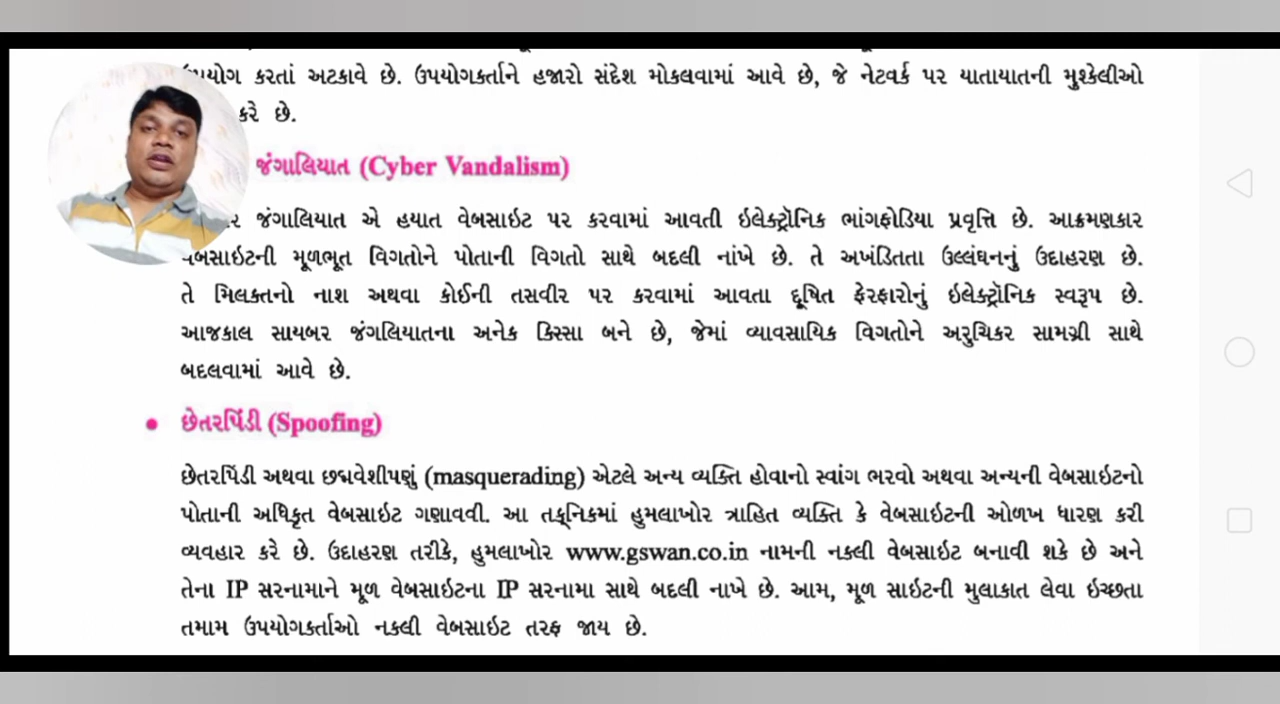 કરતાં અટકાવે છે. ઉપયોગકર્તાને હજારો સંદેશ મોકલવામાં આવે છે, જે નેટવર્ક પર યાતાયાતની મુશ્કેલીઓ
કરે છે.
જંગાલિયાત (Cyber Vandalism)
જંગાલિયાત એ હયાત વેબસાઇટ પર કરવામાં આવતી ઇલેક્ટ્રૉનિક ભાંગફોડિયા પ્રવૃત્તિ છે. આક્રમણકાર
વેબસાઇટની મૂળભૂત વિગતોને પોતાની વિગતો સાથે બદલી નાંખે છે. તે અખંડિતતા ઉલ્લંઘનનું ઉદાહરણ છે.
તે મિલકતનો નાશ અથવા કોઈની તસવીર પર કરવામાં આવતા દૂષિત ફેરફારોનું ઇલેક્ટ્રૉનિક સ્વરૂપ છે.
આજકાલ સાયબર જંગલિયાતના અનેક કિસ્સા બને છે, જેમાં વ્યાવસાયિક વિગતોને અરુચિકર સામગ્રી સાથે
બદલવામાં આવે છે.
• છેતરપિંડી (Spoofing)
છેતરપિંડી અથવા છદ્મવેશીપણું (masquerading) એટલે અન્ય વ્યક્તિ હોવાનો સ્વાંગ ભરવો અથવા અન્યની વેબસાઇટનો
પોતાની અધિકૃત વેબસાઇટ ગણાવવી. આ તકનિકમાં હુમલાખોર ત્રાહિત વ્યક્તિ કે વેબસાઇટની ઓળખ ધારણ કરી
વ્યવહાર કરે છે. ઉદાહરણ તરીકે, હુમલાખોર www.gswan.co.in નામની નકલી વેબસાઇટ બનાવી શકે છે અને
તેના IP સરનામાને મૂળ વેબસાઇટના IP સરનામા સાથે બદલી નાખે છે. આમ, મૂળ સાઇટની મુલાકાત લેવા ઇચ્છતા
તમામ ઉપયોગકર્તાઓ નકલી વેબસાઇટ તરફ જાય છે.